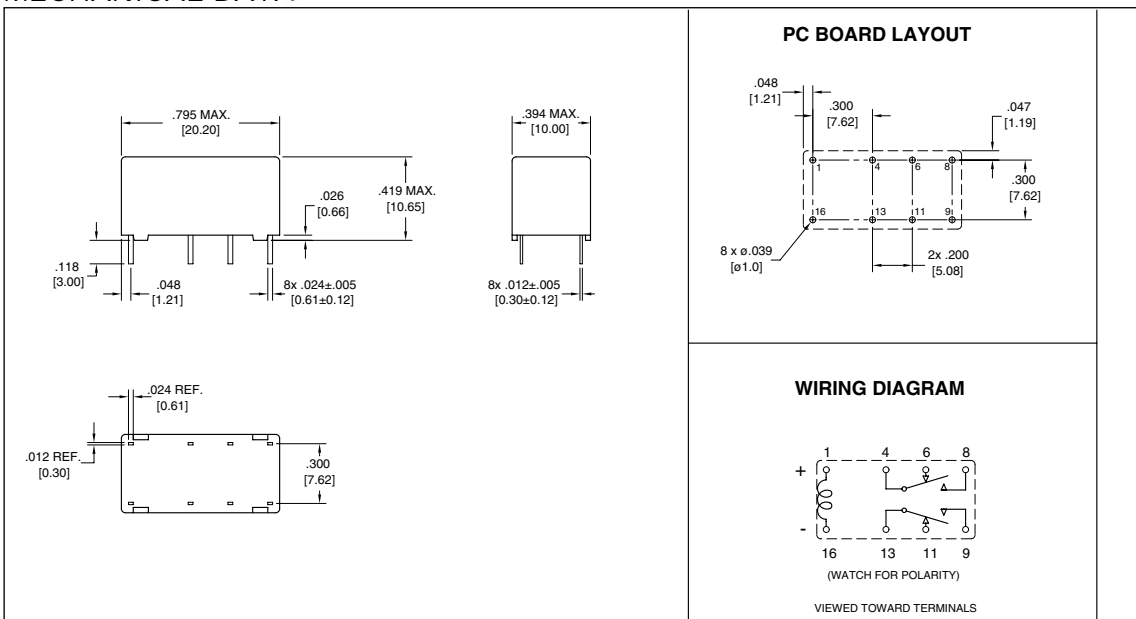 PC BOARD LAYOUT
.795 MAX.
[20.20]
.394 MAX.
[10.00]
.419 MAX.
[10.65]
.026
[0.66]
.118
[3.00]
.048
[1.21]
8x .024±.005
[0.61±0.12]
8x .012±.005
[0.30±0.12]
.048
[1.21]
.300
[7.62]
.047
[1.19]
1 4 6 8
.300
[7.62]
16 13 11 9
8 x ø.039
[ø1.0]
2x .200
[5.08]
.024 REF.
[0.61]
.012 REF.
[0.30]
.300
[7.62]
WIRING DIAGRAM
1 4 6 8
+
-
16 13 11 9
(WATCH FOR POLARITY)
VIEWED TOWARD TERMINALS